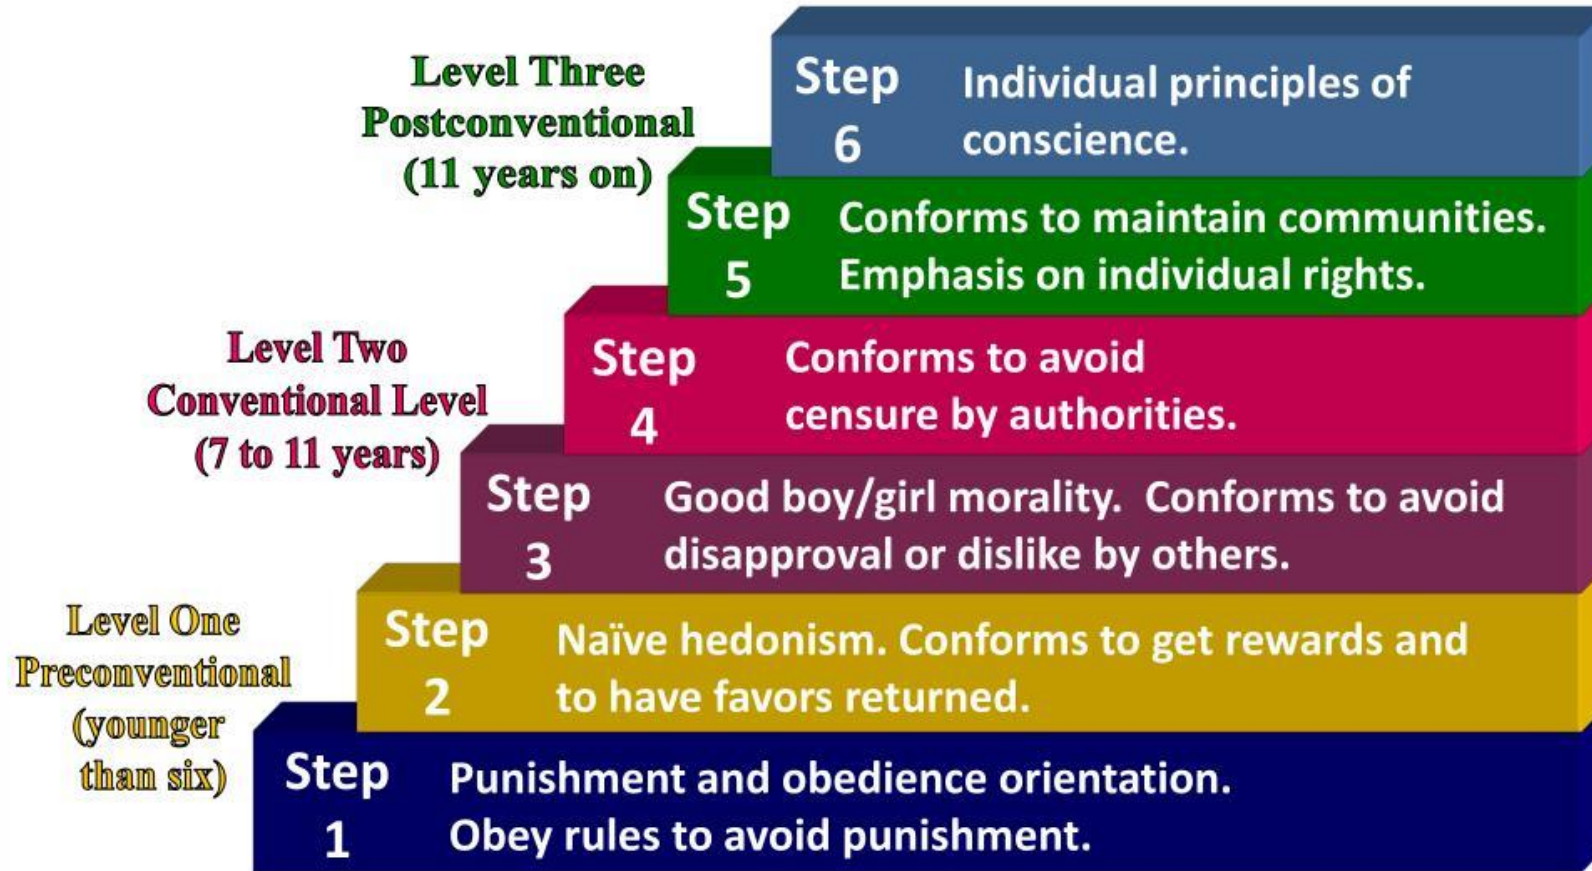 Level Three
Postconventional
(11 years on)
Step
6
Individual principles of
conscience.
Step
5
Conforms to maintain communities.
Emphasis on individual rights.
Level Two
Conventional Level
(7 to 11 years)
Step
4
Conforms to avoid
censure by authorities.
Step
3
Good boy/girl morality.  Conforms to avoid
disapproval or dislike by others.
Level One
Preconventional
(younger
than six)
Step
2
Naïve hedonism. Conforms to get rewards and
to have favors returned.
Step
1
Punishment and obedience orientation.
Obey rules to avoid punishment.